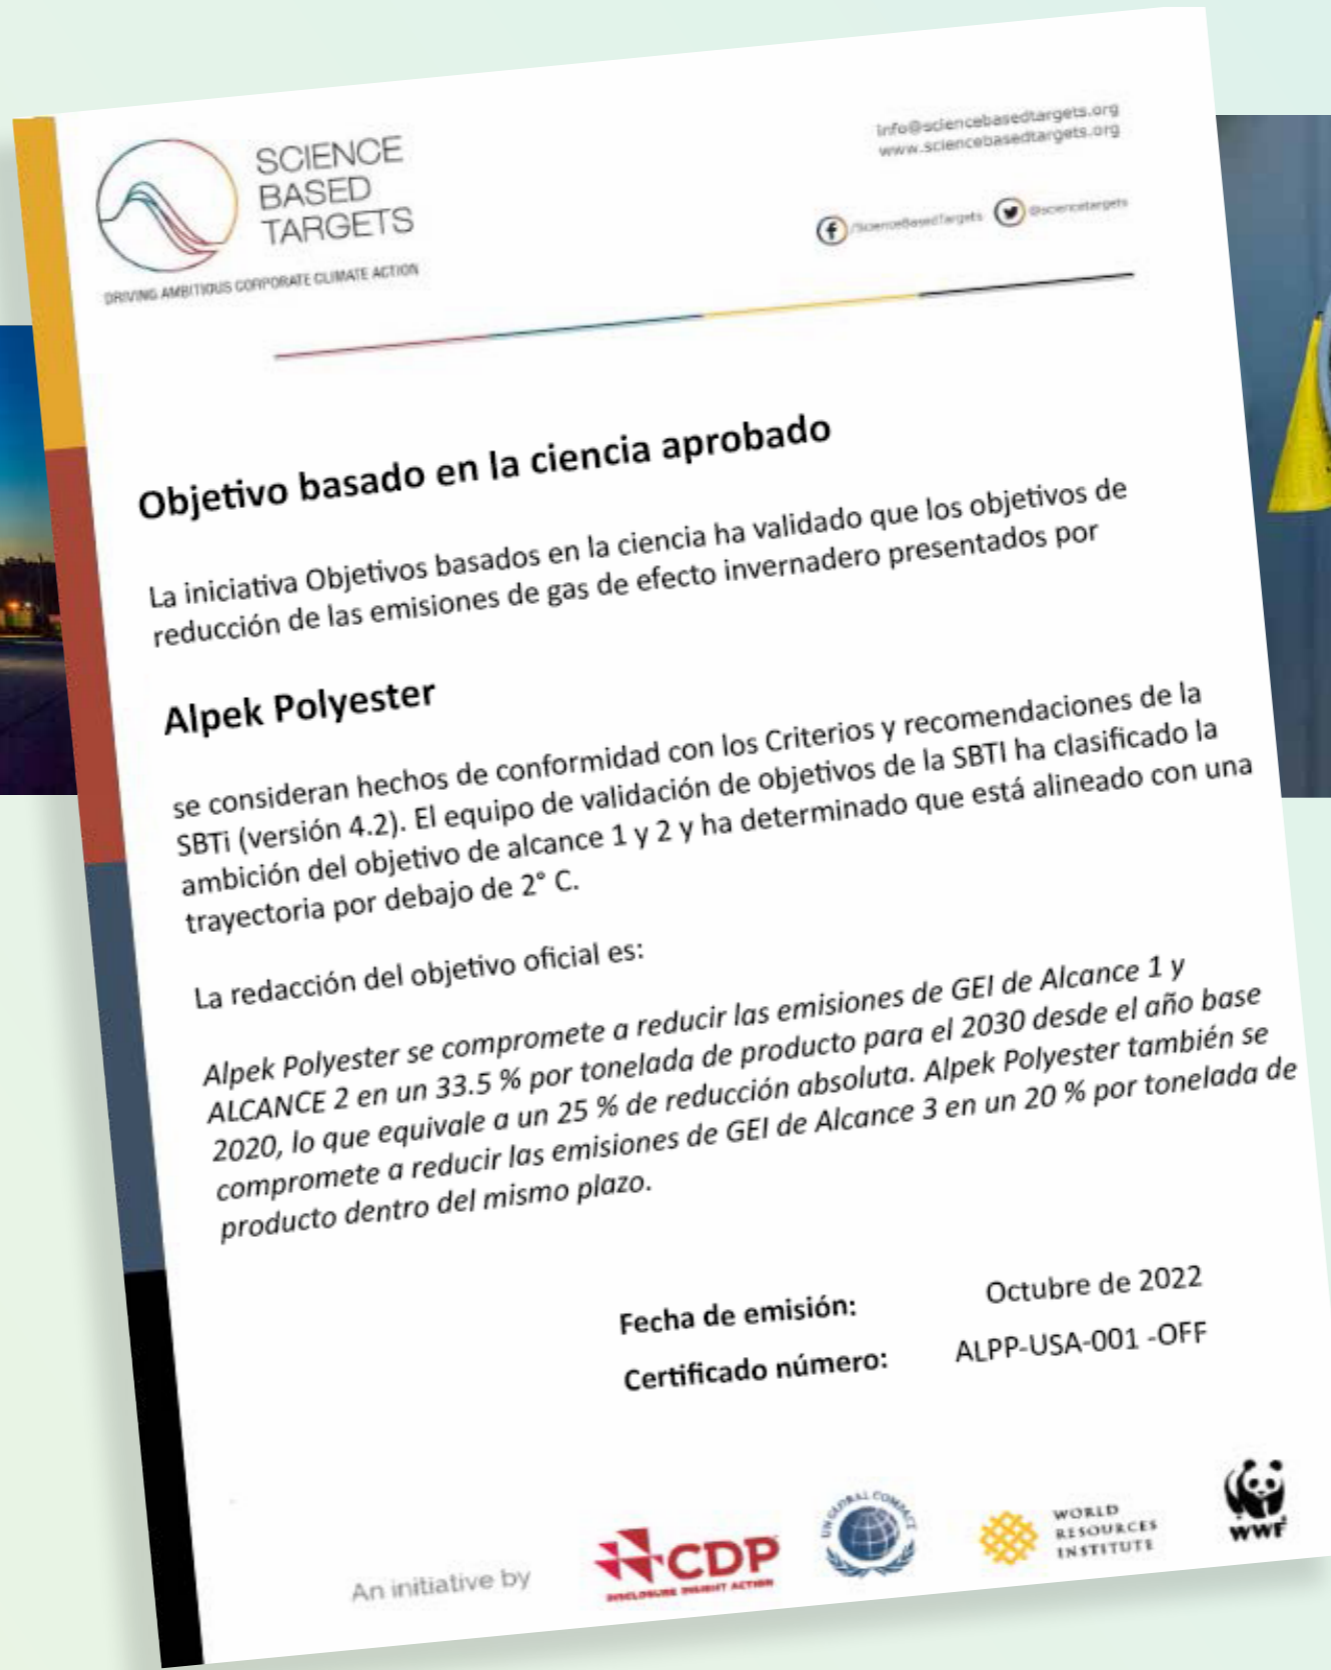 SCIENCE
BASED
TARGETS
DRIVING AMBITIOUS CORPORATE CLIMATE ACTION
info@sciencebasedtargets.org
www.sciencebasedtargets.org
/ScienceBasedTargets @sciencetargets
Objetivo basado en la ciencia aprobado
La iniciativa Objetivos basados en la ciencia ha validado que los objetivos de
reducción de las emisiones de gas de efecto invernadero presentados por
Alpek Polyester
se consideran hechos de conformidad con los Criterios y recomendaciones de la
SBTi (versión 4.2). El equipo de validación de objetivos de la SBTI ha clasificado la
ambición del objetivo de alcance 1 y 2 y ha determinado que está alineado con una
trayectoria por debajo de 2° C.
La redacción del objetivo oficial es:
Alpek Polyester se compromete a reducir las emisiones de GEI de Alcance 1 y
ALCANCE 2 en un 33.5 % por tonelada de producto para el 2030 desde el año base
2020, lo que equivale a un 25 % de reducción absoluta. Alpek Polyester también se
compromete a reducir las emisiones de GEI de Alcance 3 en un 20 % por tonelada de
producto dentro del mismo plazo.
Fecha de emisión: Octubre de 2022
Certificado número: ALPP-USA-001 -OFF
An initiative by
CDP
DISCLOSURE INSIGHT ACTION
UN GLOBAL COMPACT
WORLD
RESOURCES
INSTITUTE
WWF